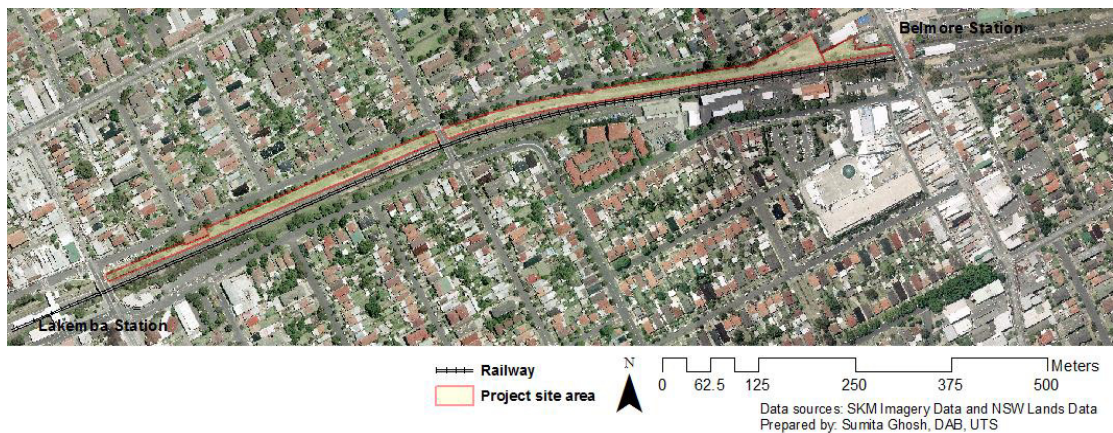 Belmore Station
Lakemba Station
Railway
Project site area
N
0 62.5 125 250 375 500 Meters
Data sources: SKM Imagery Data and NSW Lands Data
Prepared by: Sumita Ghosh, DAB, UTS